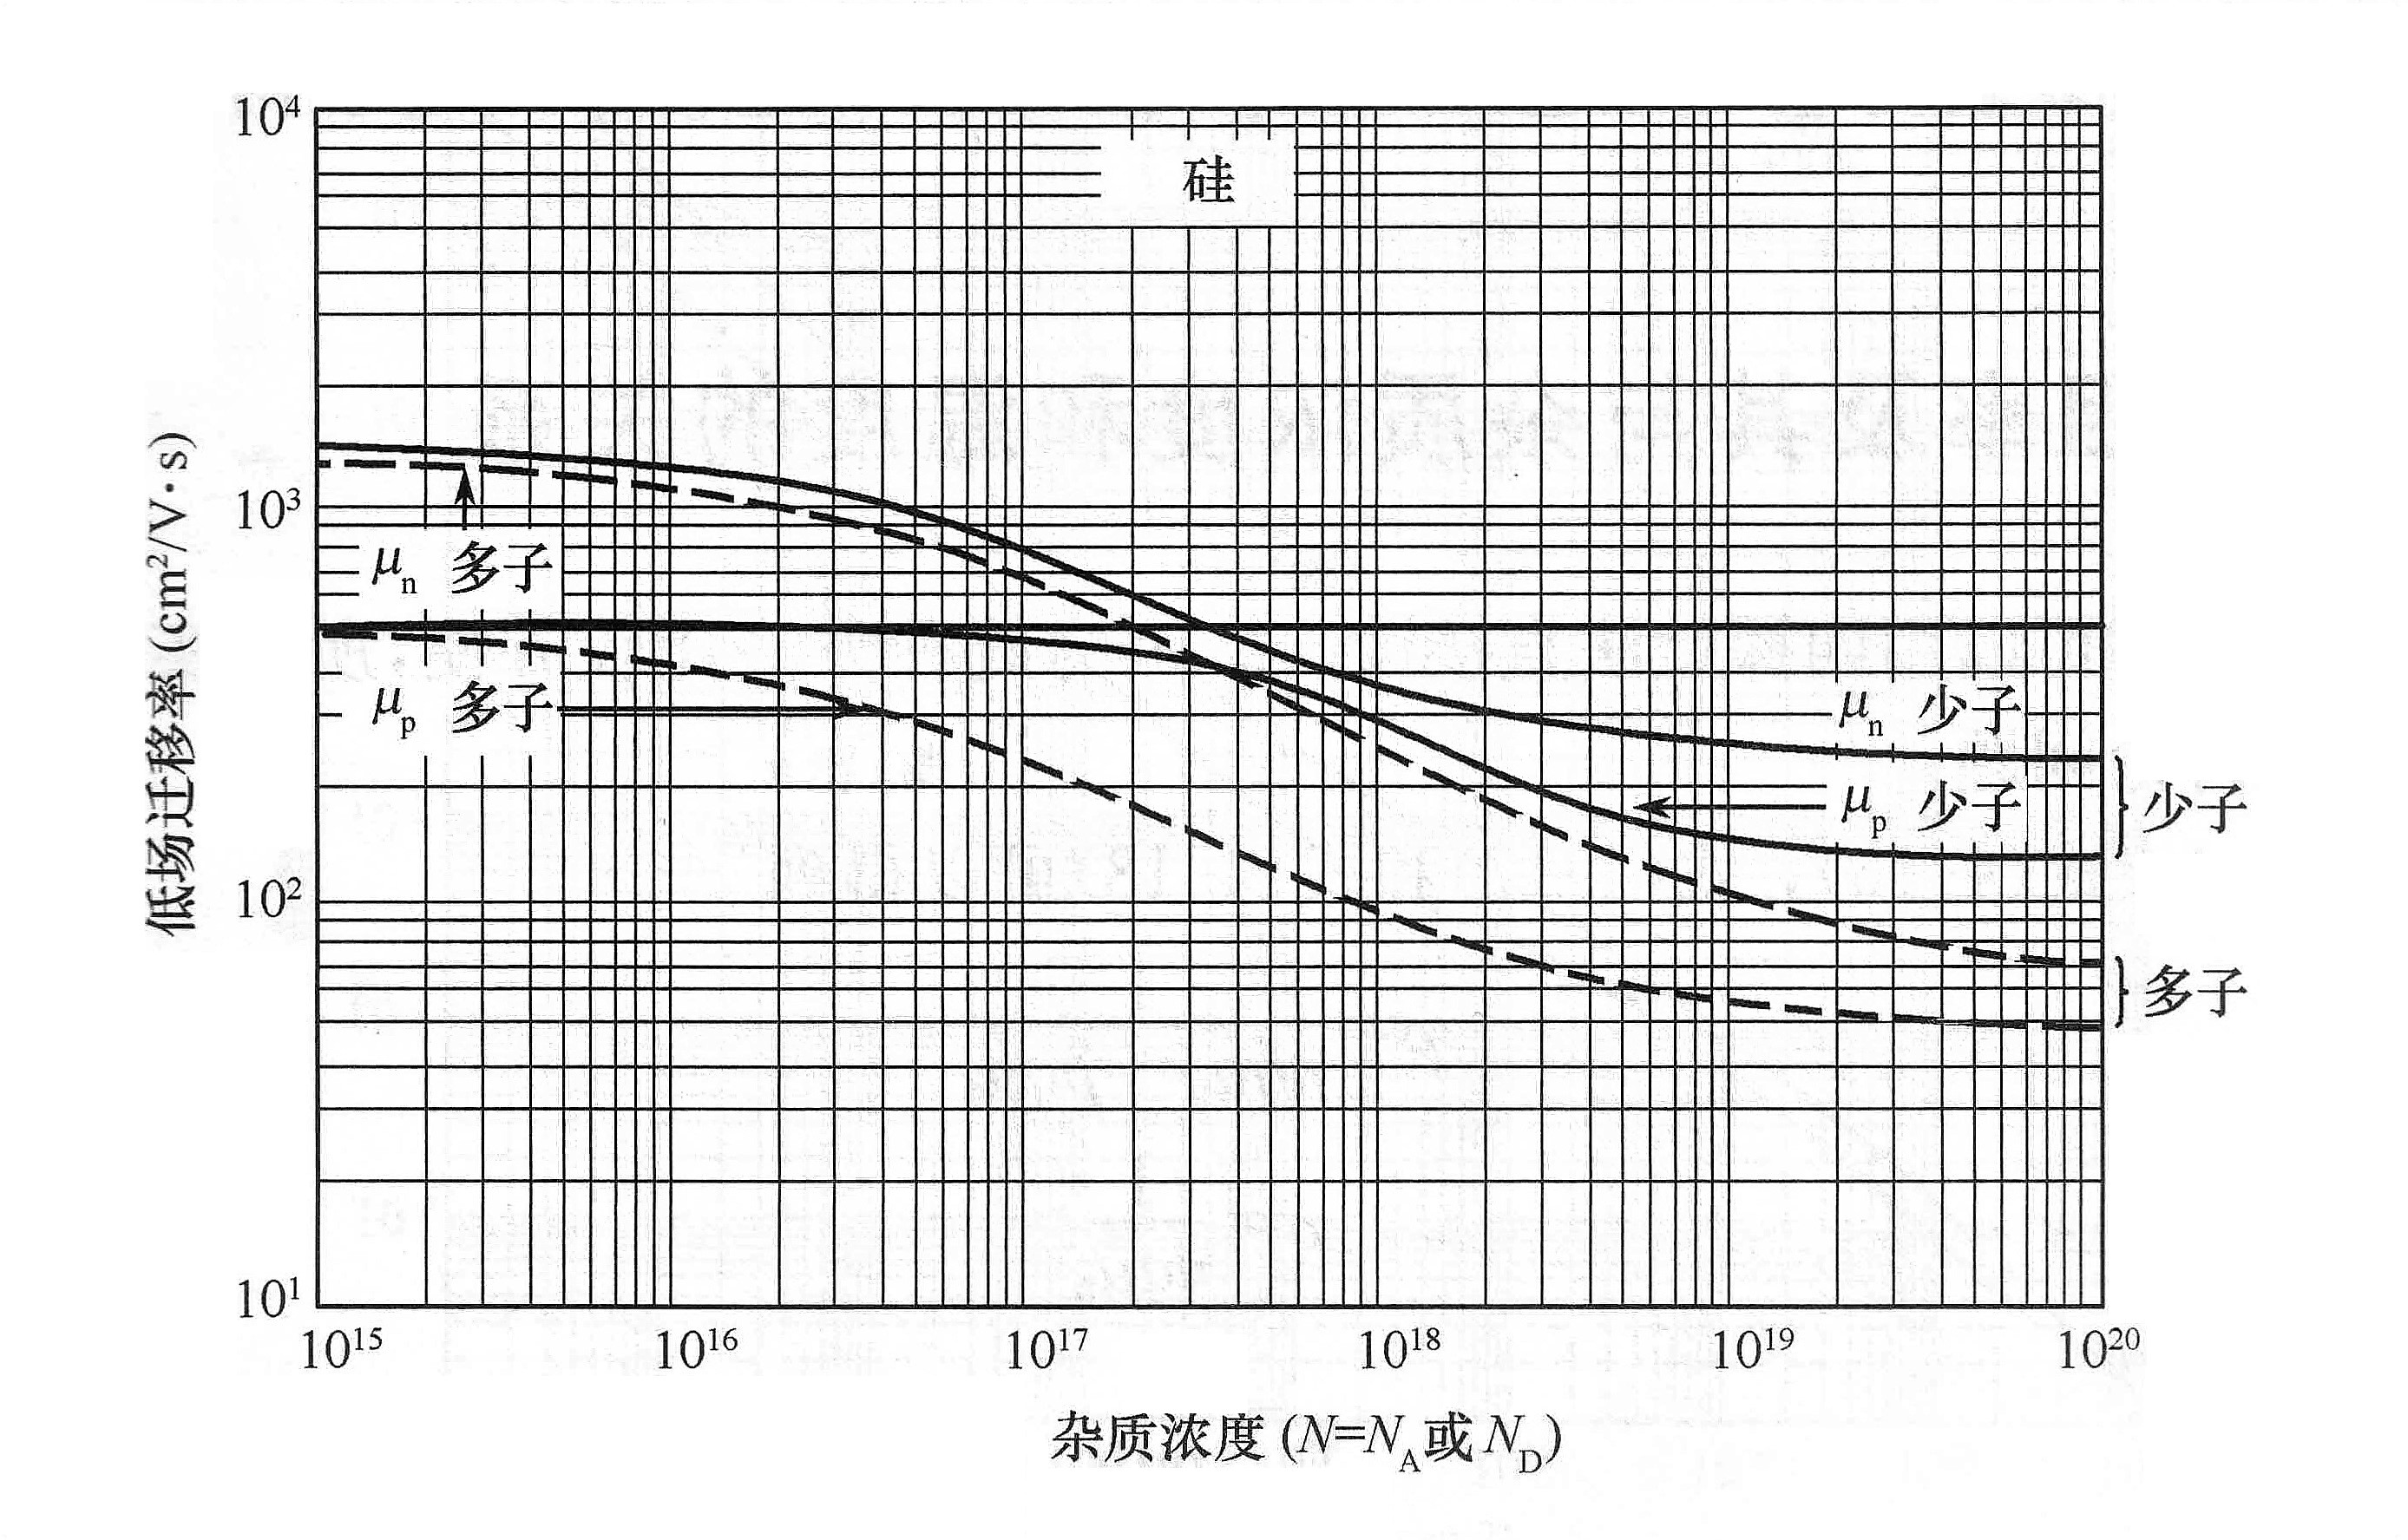 硅
10⁴
10³
10²
10¹
低场迁移率 (cm²/V·s)
μn 多子
μp 多子
μn 少子
μp 少子
少子
多子
10¹⁵ 10¹⁶ 10¹⁷ 10¹⁸ 10¹⁹ 10²⁰
杂质浓度 (N=NA或ND)